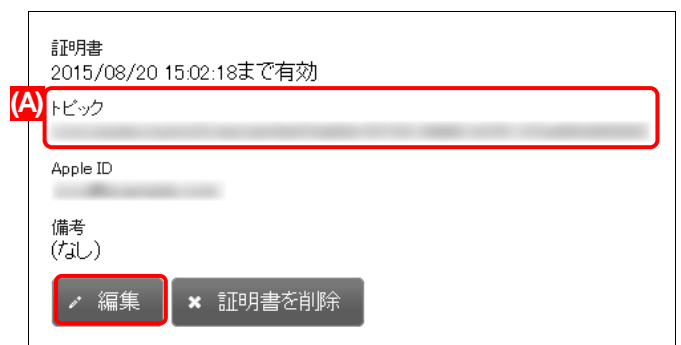 証明書
2015/08/20 15:02:18まで有効
(A)
トピック
Apple ID
備考
(なし)
編集
証明書を削除